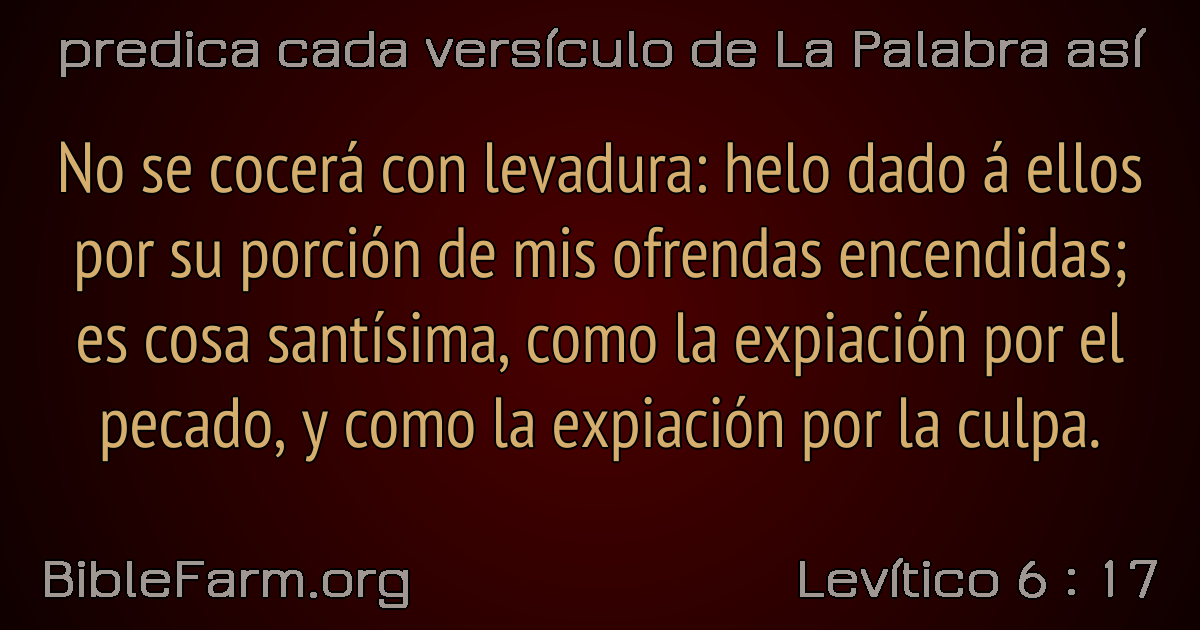 predica cada versículo de La Palabra así
No se cocerá con levadura: helo dado á ellos
por su porción de mis ofrendas encendidas;
es cosa santísima, como la expiación por el
pecado, y como la expiación por la culpa.
BibleFarm.org
Levítico 6 : 17